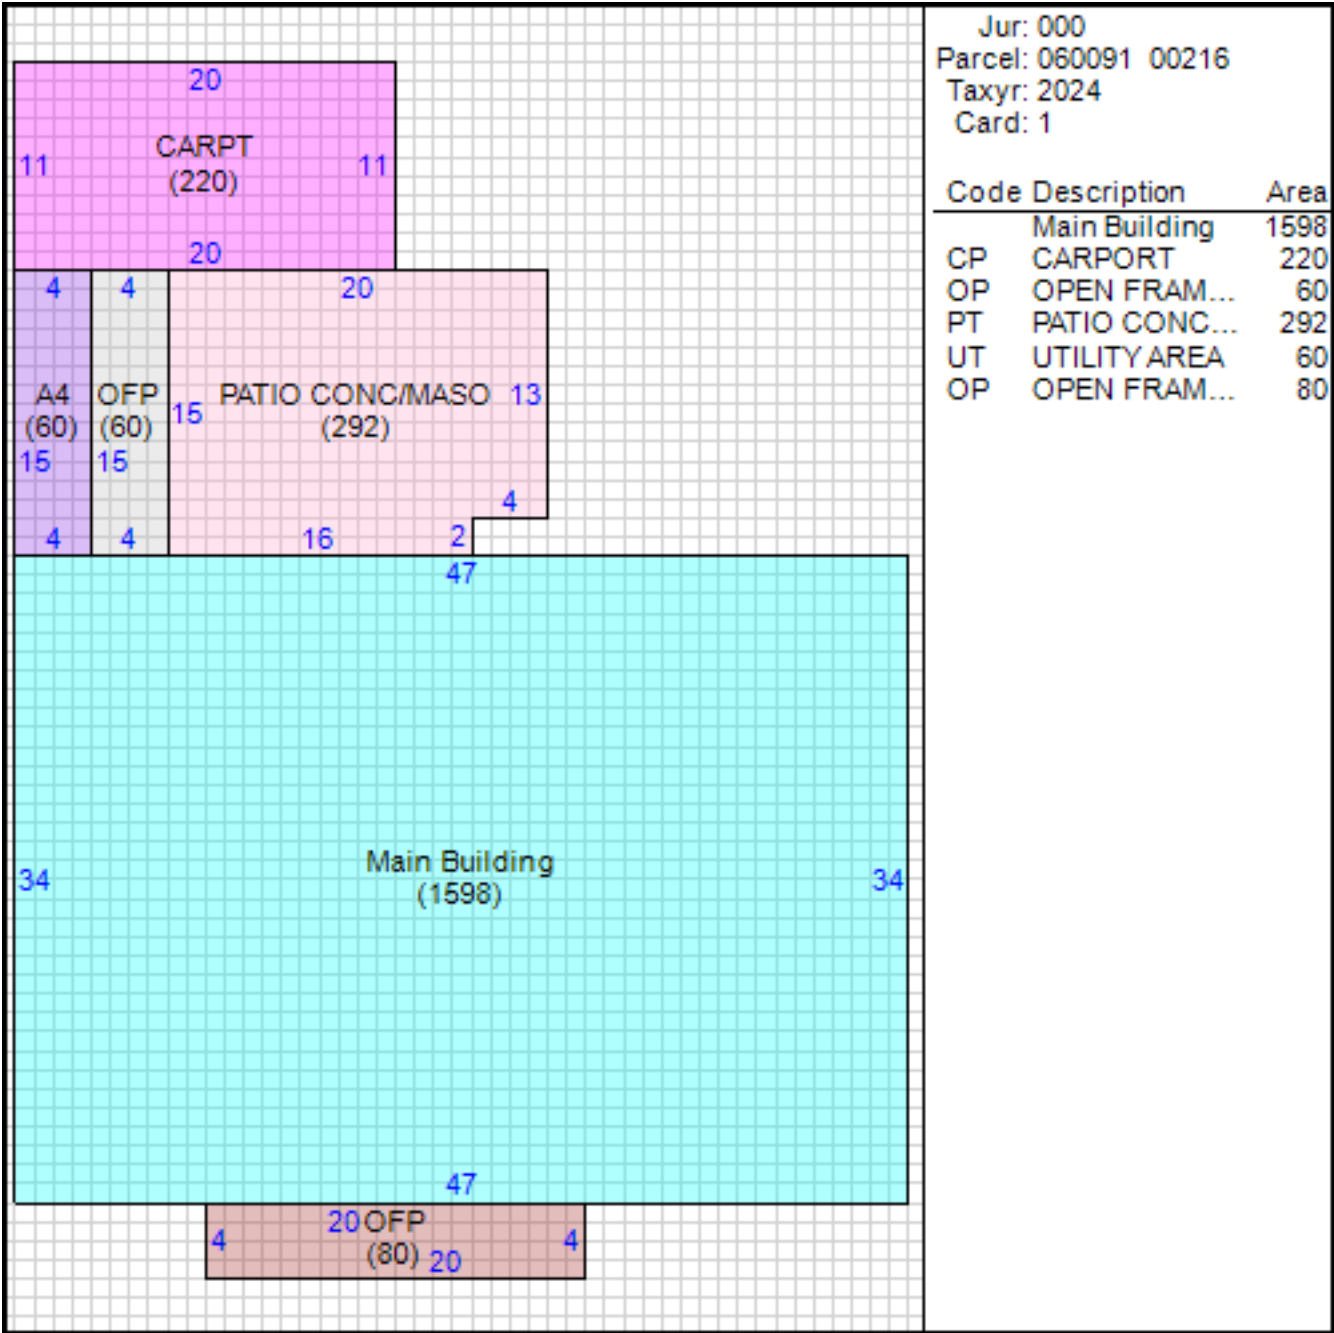 20
CARPT
11 11
(220)
20
4 4 20
A4 OFP PATIO CONC/MASO 13
(60) (60) 15 (292)
15 15
4
4 4 16 2
47
Main Building
34 34
(1598)
47
20 OFP
4 4
(80) 20
Jur: 000
Parcel: 060091 00216
Taxyr: 2024
Card: 1
Code Description Area
Main Building 1598
CP CARPORT 220
OP OPEN FRAM... 60
PT PATIO CONC... 292
UT UTILITY AREA 60
OP OPEN FRAM... 80